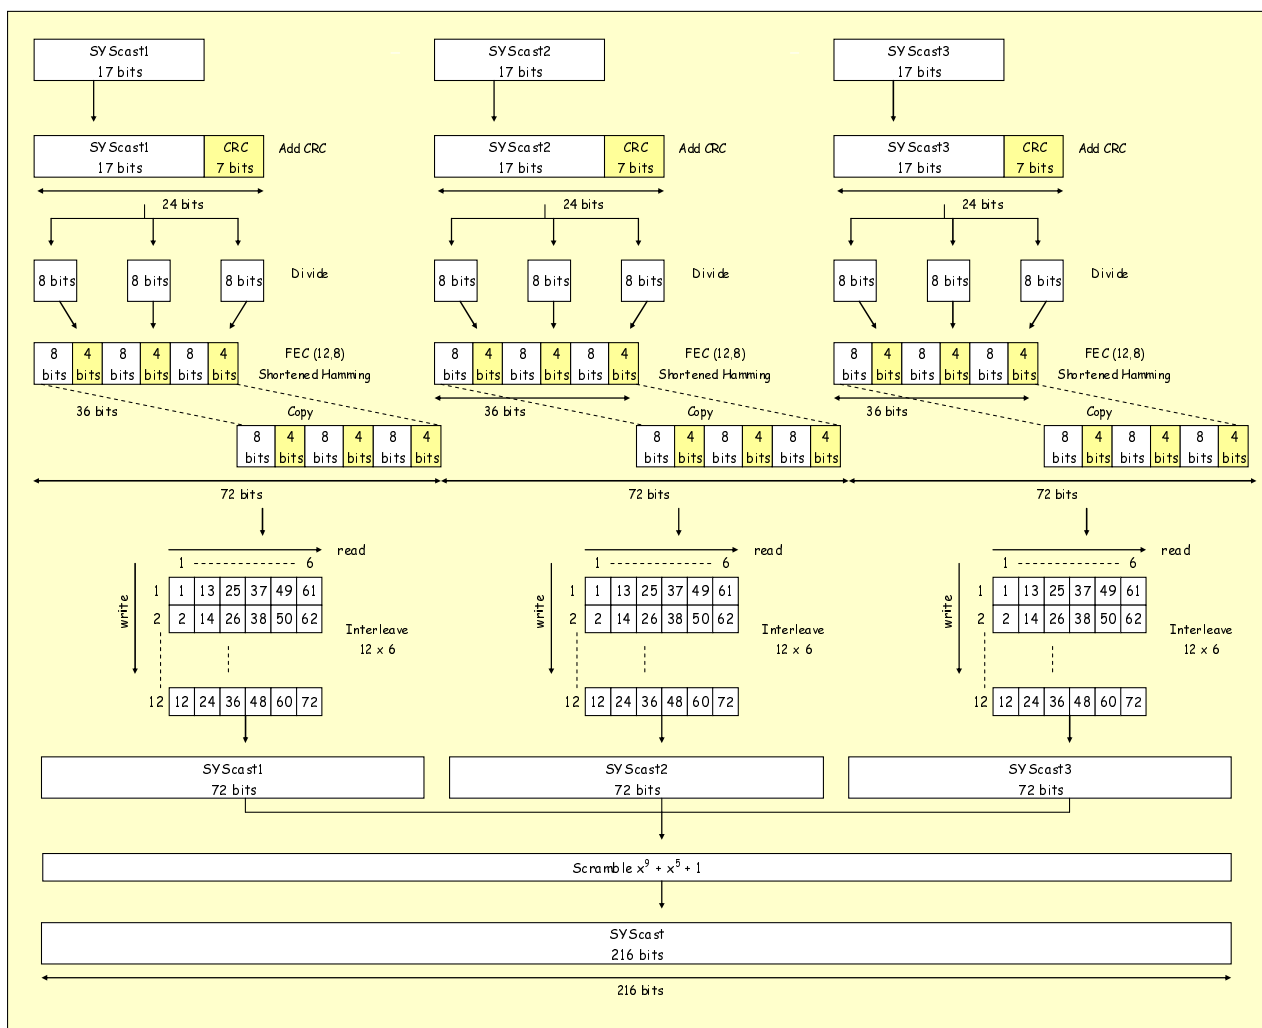 SYScast1 SYScast2 SYScast3
17 bits 17 bits 17 bits
SYScast1 CRC Add CRC SYScast2 CRC Add CRC SYScast3 CRC Add CRC
17 bits 7 bits 17 bits 7 bits 17 bits 7 bits
24 bits 24 bits 24 bits
8 bits 8 bits 8 bits Divide 8 bits 8 bits 8 bits Divide 8 bits 8 bits 8 bits Divide
8 4 8 4 8 4 FEC (12,8) 8 4 8 4 8 4 FEC (12,8) 8 4 8 4 8 4 FEC (12,8)
bits bits bits bits bits bits Shortened Hamming bits bits bits bits bits bits Shortened Hamming bits bits bits bits bits bits Shortened Hamming
36 bits Copy 36 bits Copy 36 bits Copy
8 4 8 4 8 4 8 4 8 4 8 4 8 4 8 4 8 4
bits bits bits bits bits bits bits bits bits bits bits bits bits bits bits bits bits bits
72 bits 72 bits 72 bits
read read read
1 6 1 6 1 6
write write write
1 1 13 25 37 49 61 1 1 13 25 37 49 61 1 1 13 25 37 49 61
2 2 14 26 38 50 62 2 2 14 26 38 50 62 2 2 14 26 38 50 62
Interleave Interleave Interleave
12 x 6 12 x 6 12 x 6
12 12 24 36 48 60 72 12 12 24 36 48 60 72 12 12 24 36 48 60 72
SYScast1 SYScast2 SYScast3
72 bits 72 bits 72 bits
Scramble x⁹ + x⁵ + 1
SYScast
216 bits
216 bits